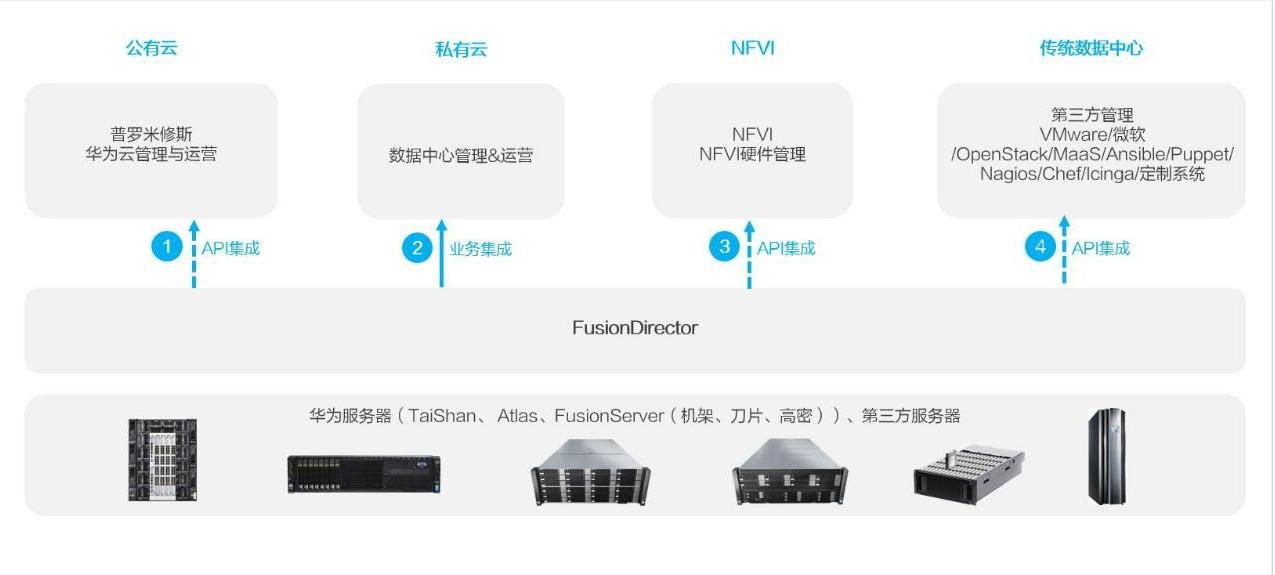 公有云
私有云
NFVI
传统数据中心
普罗米修斯
华为云管理与运营
数据中心管理&运营
NFVI
NFVI硬件管理
第三方管理
VMware/微软
/OpenStack/MaaS/Ansible/Puppet/
Nagios/Chef/Icinga/定制系统
1 API集成
2 业务集成
3 API集成
4 API集成
FusionDirector
华为服务器（TaiShan、 Atlas、FusionServer（机架、刀片、高密））、第三方服务器